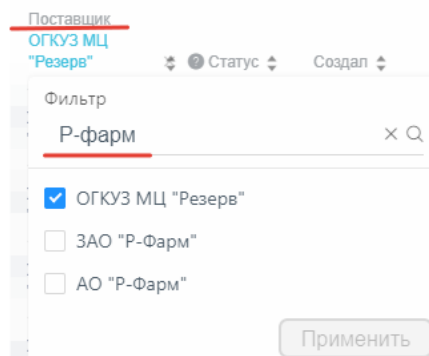 Поставщик
ОГКУЗ МЦ
"Резерв"
Статус
Создал
Фильтр
Р-фарм
ОГКУЗ МЦ "Резерв"
ЗАО "Р-Фарм"
АО "Р-Фарм"
Применить